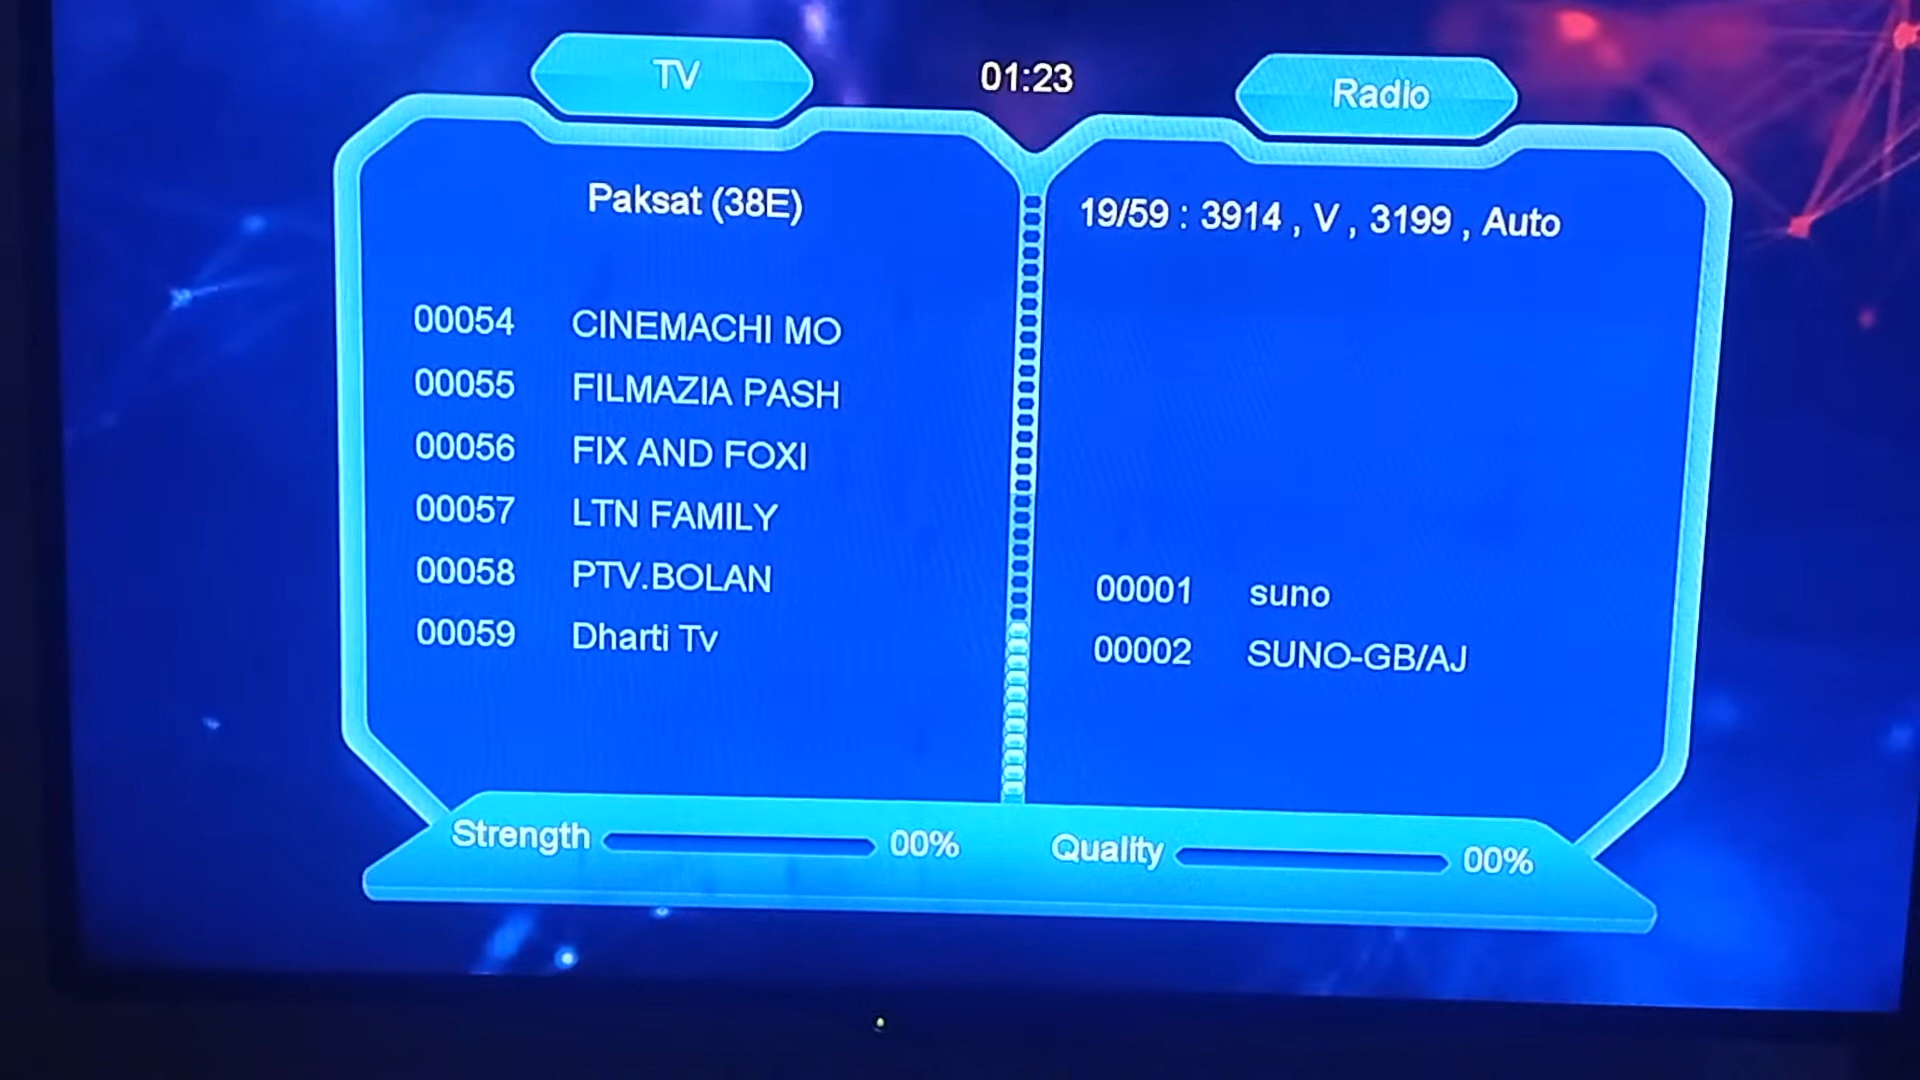 TV
01:23
Radio
Paksat (38E)
00054 CINEMACHI MO
00055 FILMAZIA PASH
00056 FIX AND FOXI
00057 LTN FAMILY
00058 PTV.BOLAN
00059 Dharti Tv
19/59 : 3914 , V , 3199 , Auto
00001 suno
00002 SUNO-GB/AJ
Strength 00%
Quality 00%